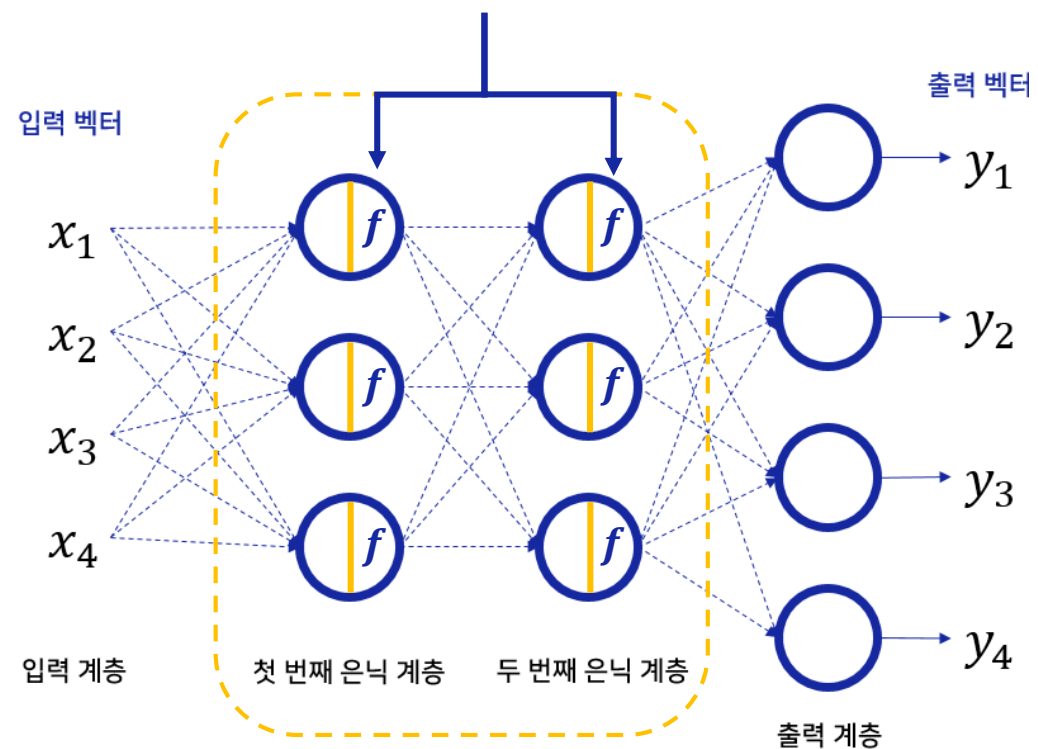 입력 벡터
출력 벡터
x₁
x₂
x₃
x₄
f
f
f
f
f
f
y₁
y₂
y₃
y₄
입력 계층
첫 번째 은닉 계층
두 번째 은닉 계층
출력 계층